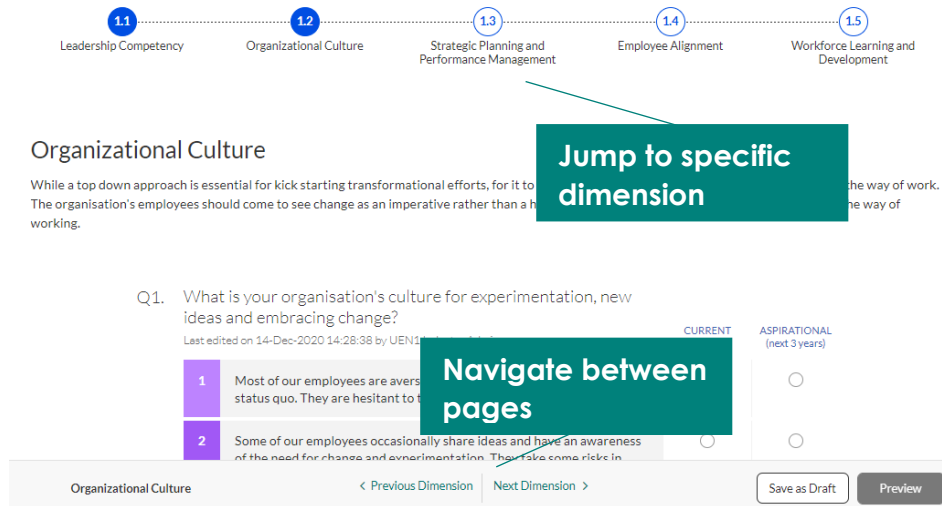 1.1
1.2
1.3
1.4
1.5
Leadership Competency
Organizational Culture
Strategic Planning and
Performance Management
Employee Alignment
Workforce Learning and
Development
Organizational Culture
Jump to specific
dimension
While a top down approach is essential for kick starting transformational efforts, for it to
the way of work.
The organisation's employees should come to see change as an imperative rather than a
way of
working.
Q1. What is your organisation's culture for experimentation, new
ideas and embracing change?
Last edited on 14-Dec-2020 14:28:38 by
CURRENT
ASPIRATIONAL
(next 3 years)
Navigate between
pages
1 Most of our employees are
status quo. They are hesitant to
2 Some of our employees occasionally share ideas and have an awareness
of the need for change and experimentation. They take some risks in
Organizational Culture
< Previous Dimension
Next Dimension >
Save as Draft
Preview